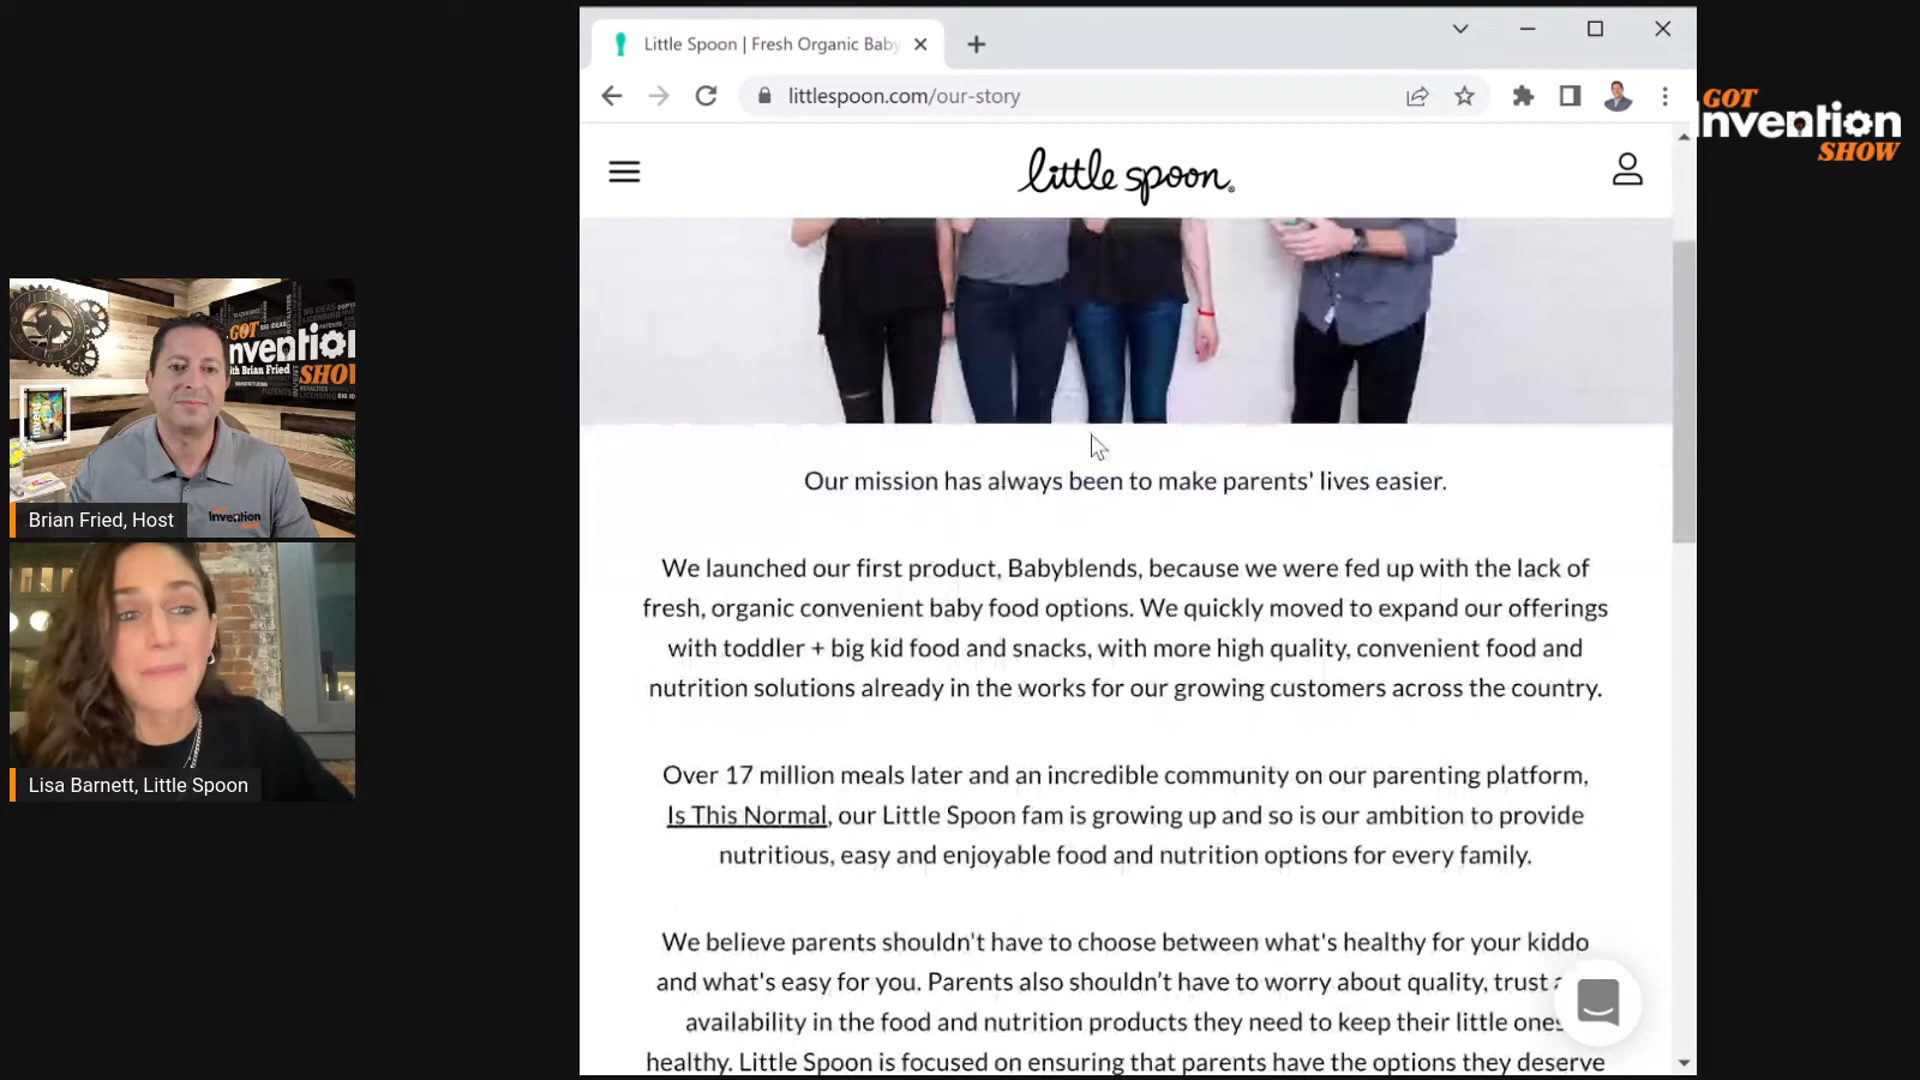 Little Spoon | Fresh Organic Baby
littlespoon.com/our-story
GOT
Invention
SHOW
little spoon
GOT
Invention
with Brian Fried
SHOW
Invention
Brian Fried, Host
Lisa Barnett, Little Spoon
Our mission has always been to make parents' lives easier.
We launched our first product, Babyblends, because we were fed up with the lack of
fresh, organic convenient baby food options. We quickly moved to expand our offerings
with toddler + big kid food and snacks, with more high quality, convenient food and
nutrition solutions already in the works for our growing customers across the country.
Over 17 million meals later and an incredible community on our parenting platform,
Is This Normal, our Little Spoon fam is growing up and so is our ambition to provide
nutritious, easy and enjoyable food and nutrition options for every family.
We believe parents shouldn't have to choose between what's healthy for your kiddo
and what's easy for you. Parents also shouldn’t have to worry about quality, trust
availability in the food and nutrition products they need to keep their little ones
healthy. Little Spoon is focused on ensuring that parents have the options they deserve